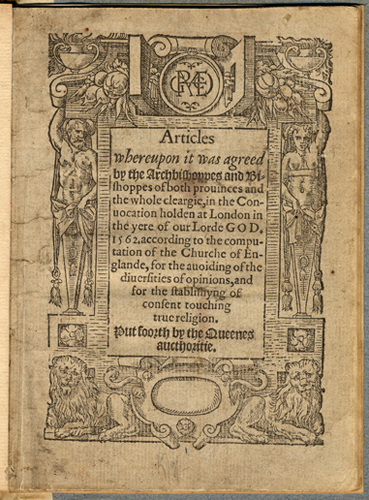 Articles
whereupon it was agreed
by the Archbishoppes and Bi-
shoppes of both prouinces and
the whole cleargie, in the Con-
uocation holden at London in
the yere of our Lorde GOD,
1562, according to the compu-
tation of the Churche of En-
glande, for the auoiding of the
diuersities of opinions, and
for the stablishyng of
consent touching
true religion.
Put foorth by the Queenes
aucthoritie.